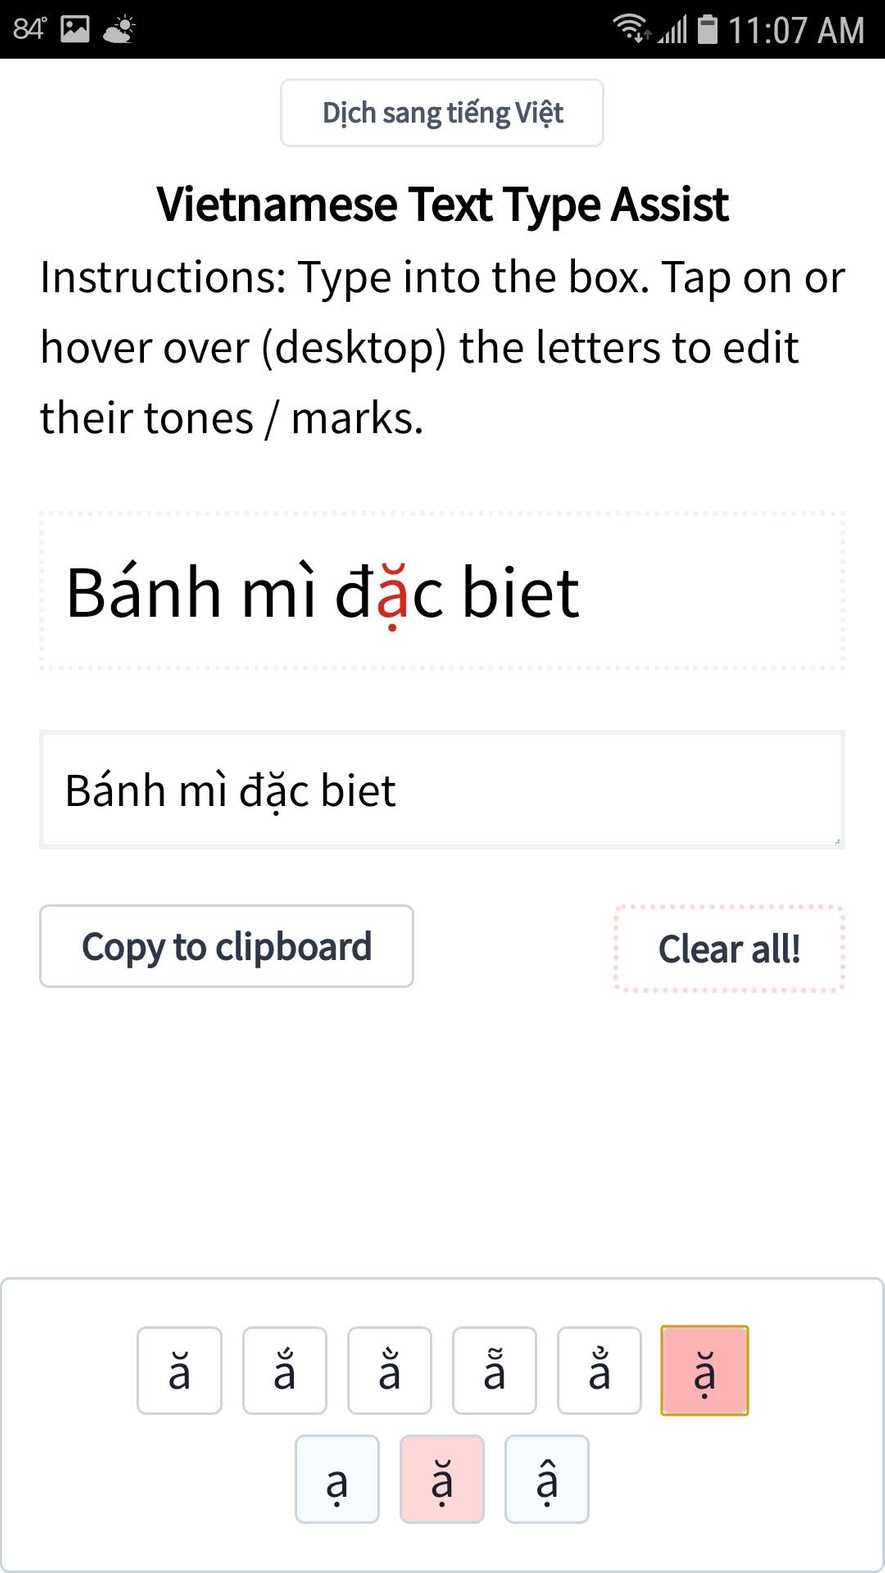 84° 11:07 AM
Dịch sang tiếng Việt
Vietnamese Text Type Assist
Instructions: Type into the box. Tap on or
hover over (desktop) the letters to edit
their tones / marks.
Bánh mì đặc biet
Bánh mì đặc biet
Copy to clipboard Clear all!
ă ắ ằ ẵ ẳ ặ
ạ ặ ậ